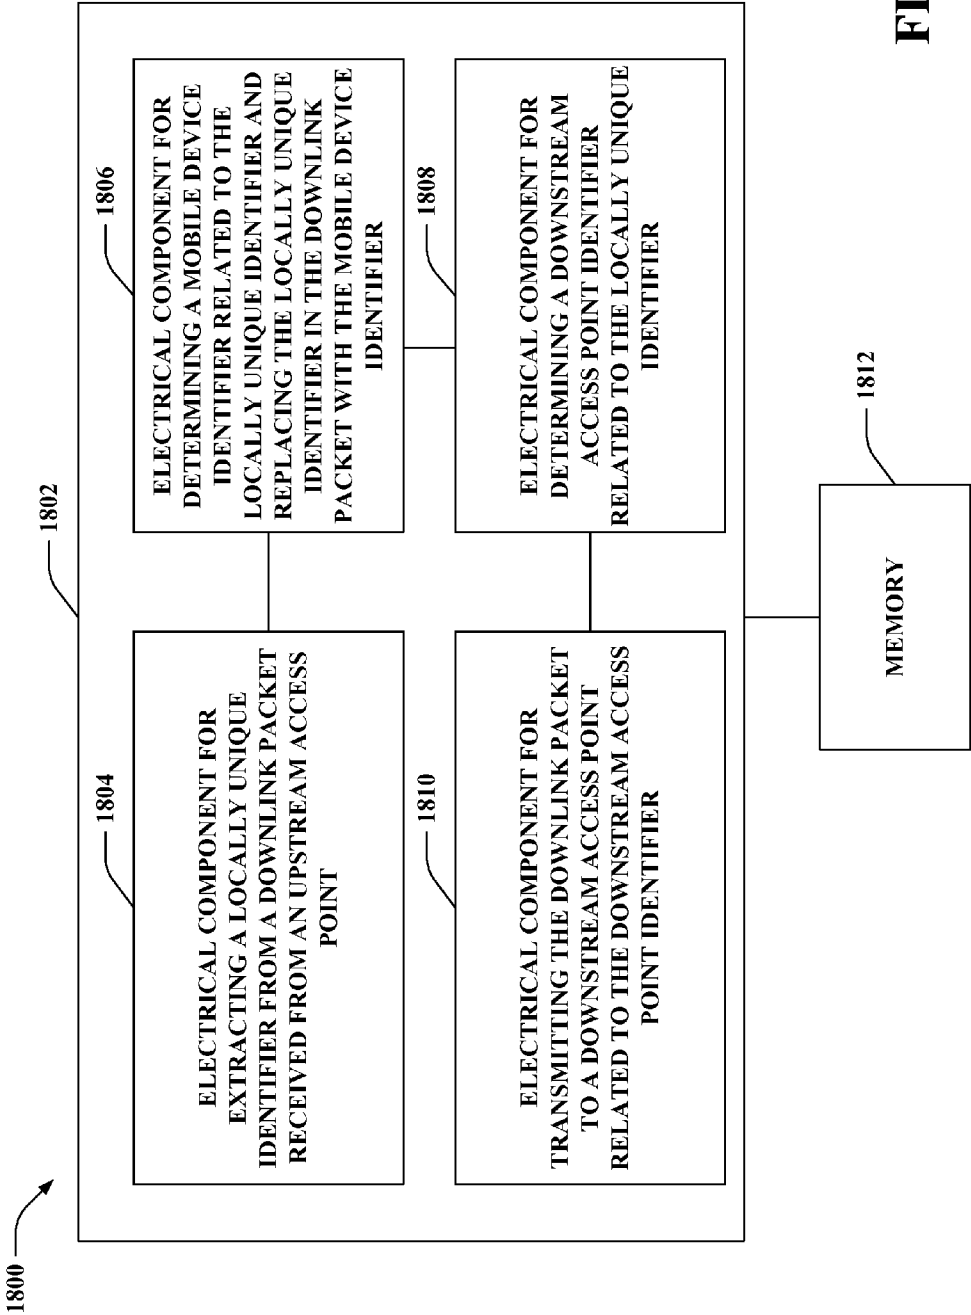 1800
1802
1804
ELECTRICAL COMPONENT FOR
EXTRACTING A LOCALLY UNIQUE
IDENTIFIER FROM A DOWNLINK PACKET
RECEIVED FROM AN UPSTREAM ACCESS
POINT
1806
ELECTRICAL COMPONENT FOR
DETERMINING A MOBILE DEVICE
IDENTIFIER RELATED TO THE
LOCALLY UNIQUE IDENTIFIER AND
REPLACING THE LOCALLY UNIQUE
IDENTIFIER IN THE DOWNLINK
PACKET WITH THE MOBILE DEVICE
IDENTIFIER
1810
ELECTRICAL COMPONENT FOR
TRANSMITTING THE DOWNLINK PACKET
TO A DOWNSTREAM ACCESS POINT
RELATED TO THE DOWNSTREAM ACCESS
POINT IDENTIFIER
1808
ELECTRICAL COMPONENT FOR
DETERMINING A DOWNSTREAM
ACCESS POINT IDENTIFIER
RELATED TO THE LOCALLY UNIQUE
IDENTIFIER
1812
MEMORY